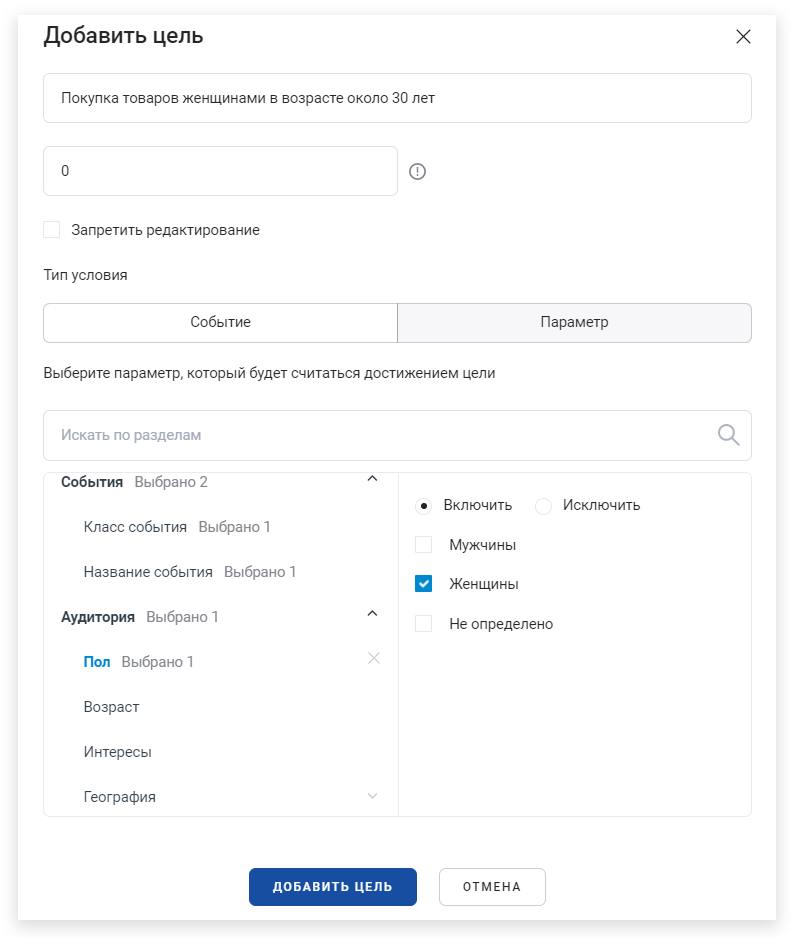 Добавить цель
Покупка товаров женщинами в возрасте около 30 лет
0
Запретить редактирование
Тип условия
Событие Параметр
Выберите параметр, который будет считаться достижением цели
Искать по разделам
События Выбрано 2
Класс события Выбрано 1
Название события Выбрано 1
Аудитория Выбрано 1
Пол Выбрано 1
Возраст
Интересы
География
Включить Исключить
Мужчины
Женщины
Не определено
ДОБАВИТЬ ЦЕЛЬ ОТМЕНА